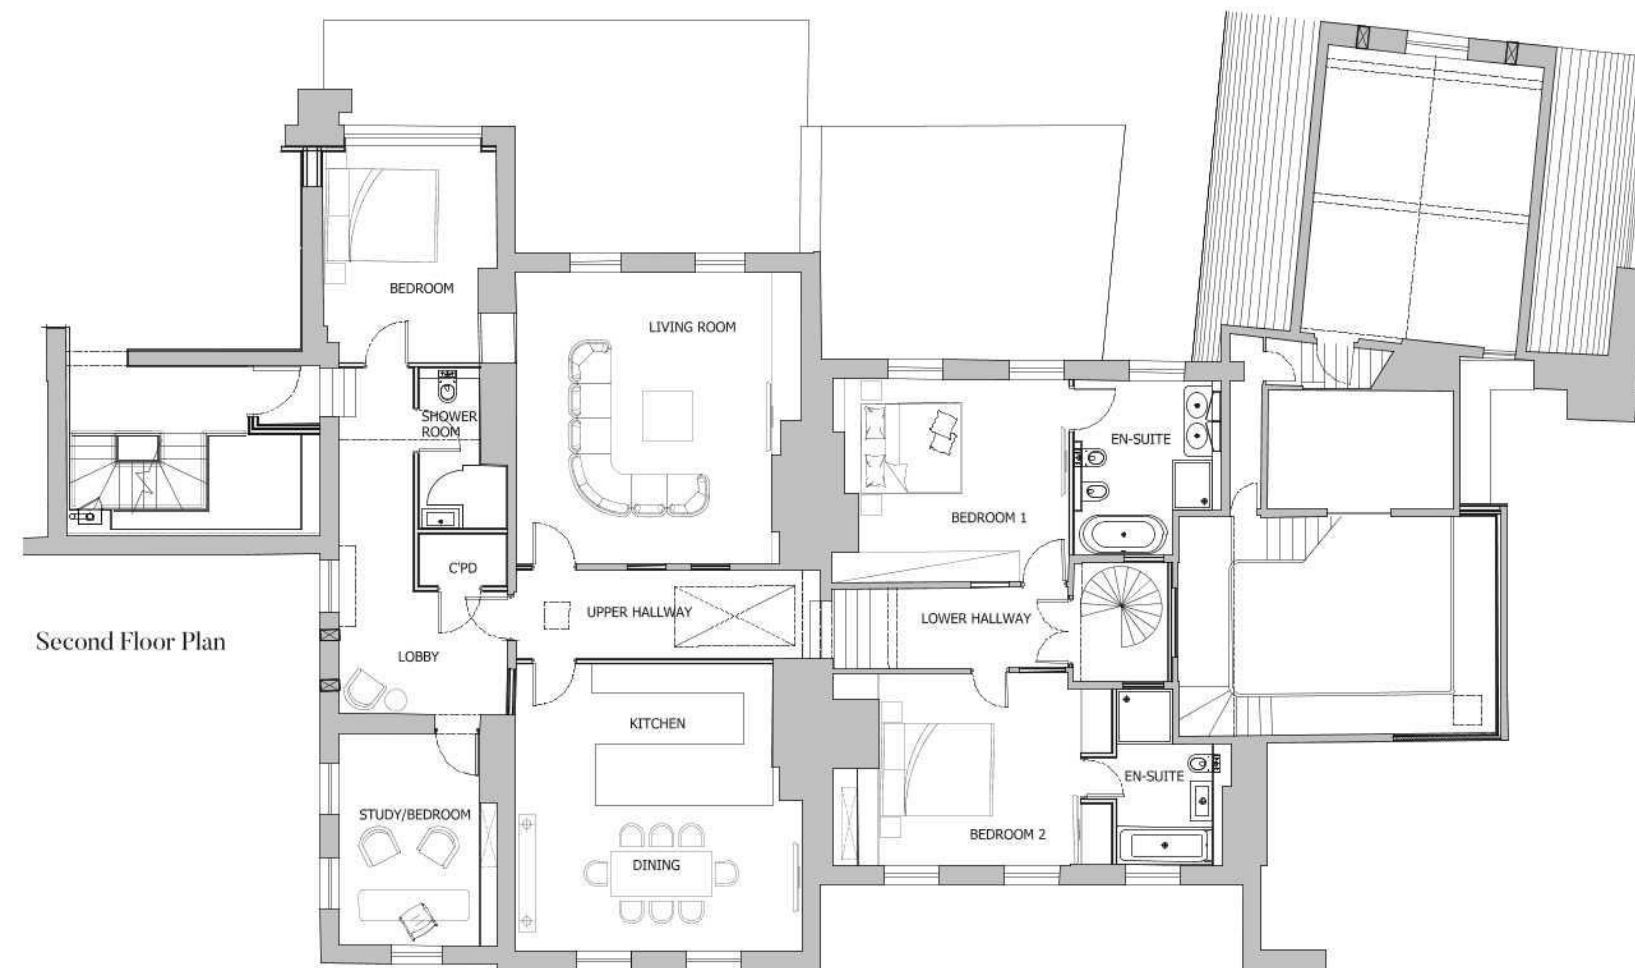 BEDROOM
LIVING ROOM
SHOWER
ROOM
EN-SUITE
BEDROOM 1
C'PD
UPPER HALLWAY
LOWER HALLWAY
Second Floor Plan
LOBBY
KITCHEN
EN-SUITE
STUDY/BEDROOM
BEDROOM 2
DINING